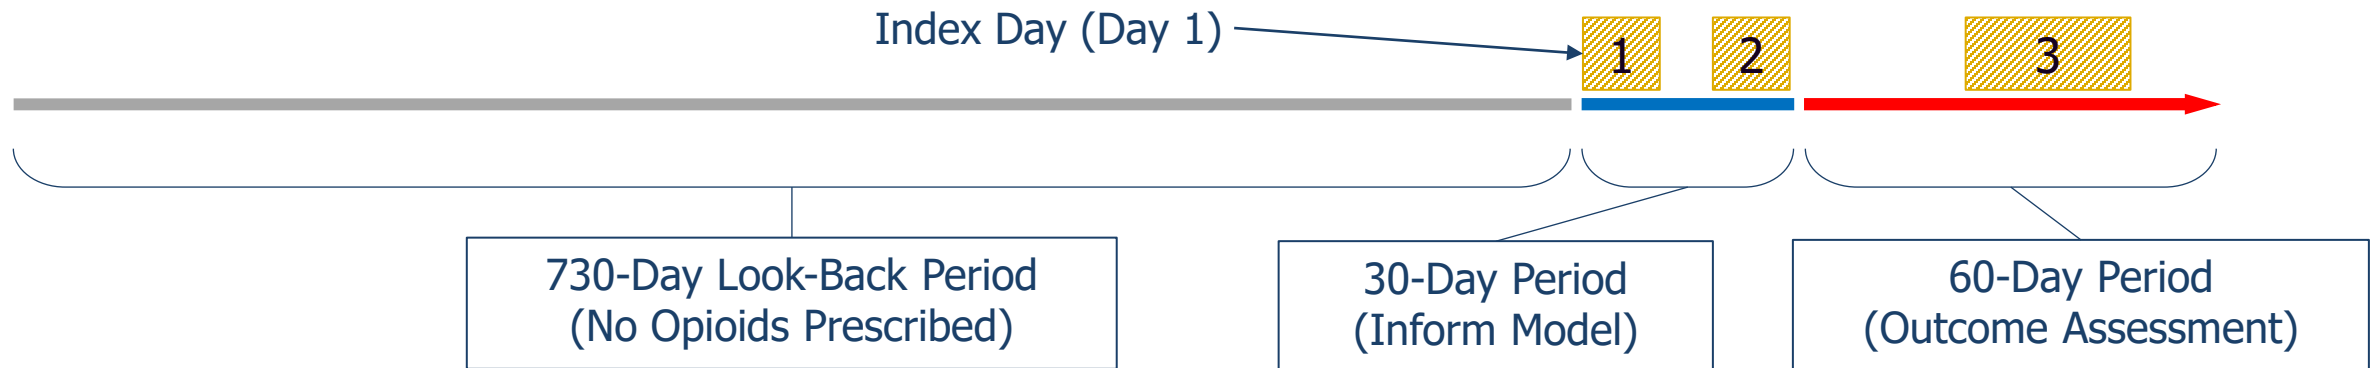 Index Day (Day 1)
1
2
3
730-Day Look-Back Period
(No Opioids Prescribed)
30-Day Period
(Inform Model)
60-Day Period
(Outcome Assessment)